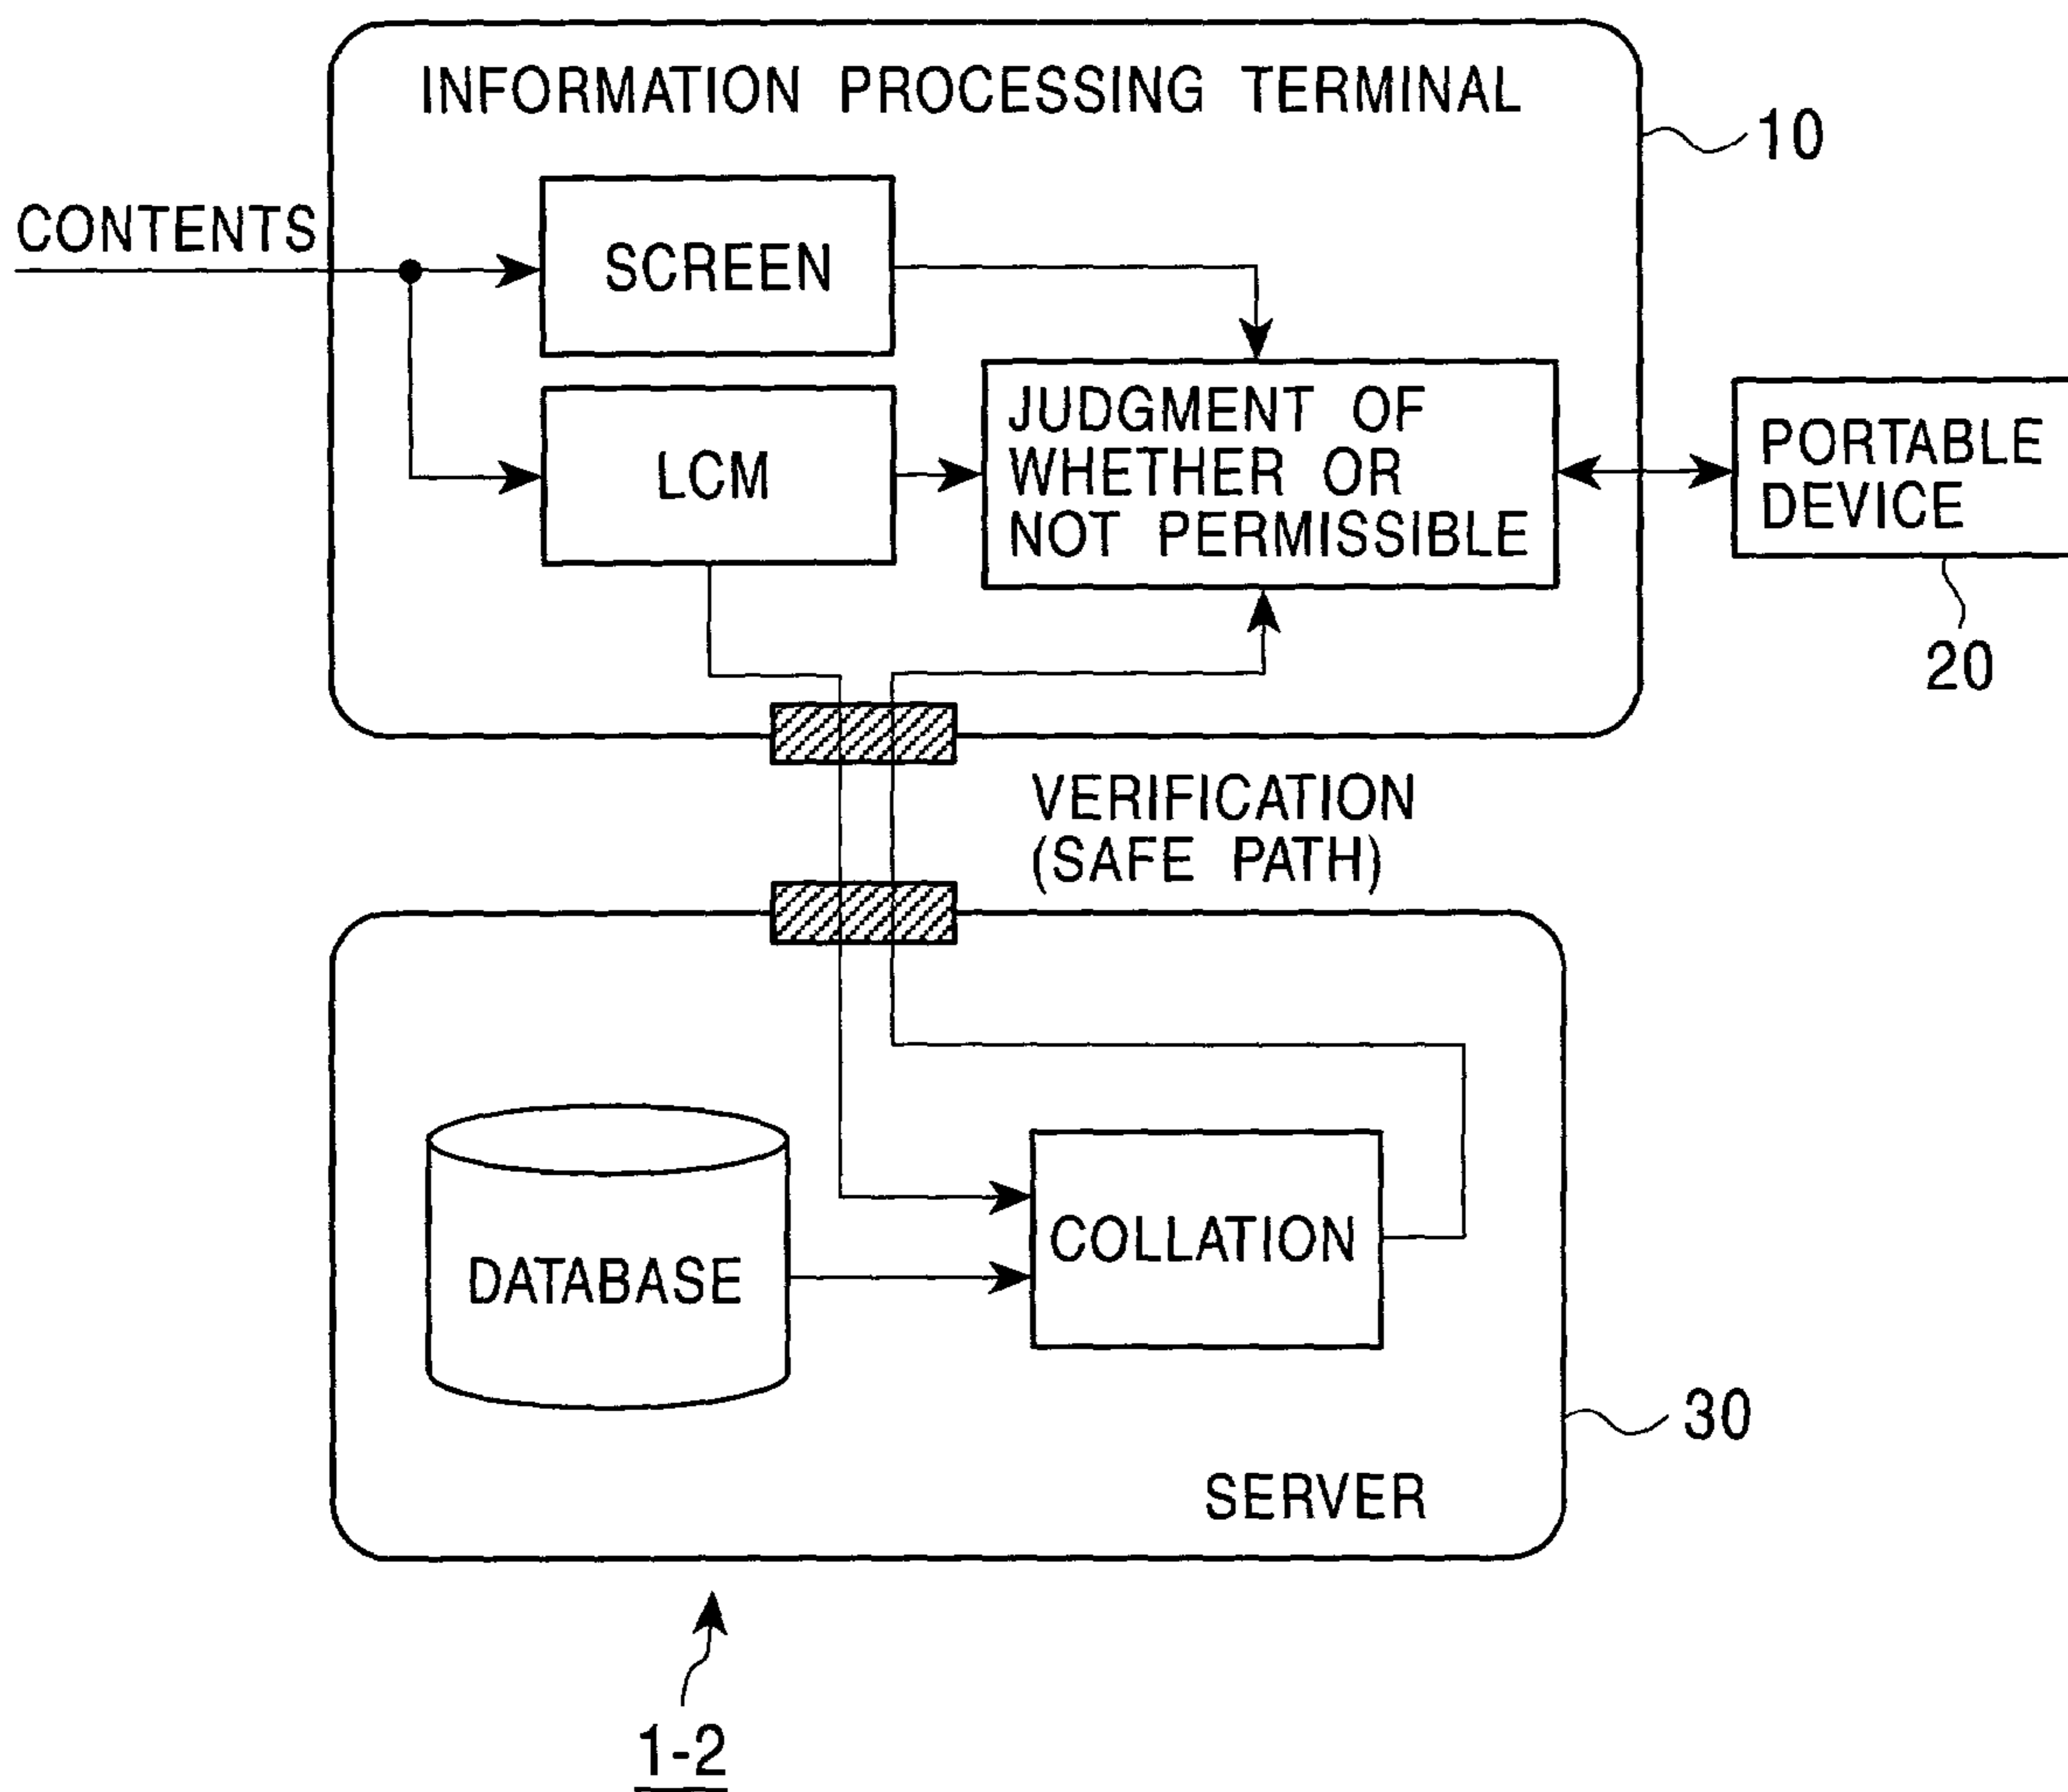 INFORMATION PROCESSING TERMINAL
10
CONTENTS
SCREEN
LCM
JUDGMENT OF
WHETHER OR
NOT PERMISSIBLE
PORTABLE
DEVICE
20
VERIFICATION
(SAFE PATH)
DATABASE
COLLATION
30
SERVER
1-2